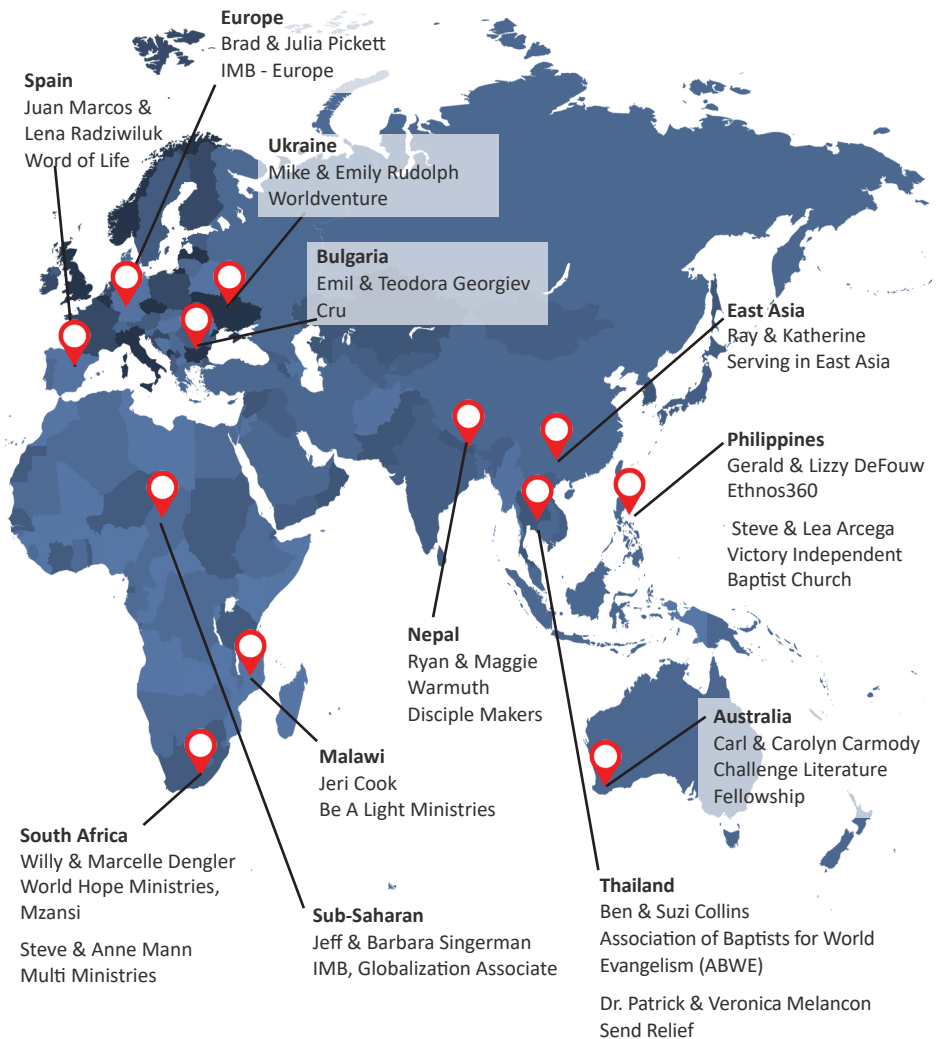 Europe
Brad & Julia Pickett
IMB - Europe
Spain
Juan Marcos &
Lena Radziwiluk
Word of Life
Ukraine
Mike & Emily Rudolph
Worldventure
Bulgaria
Emil & Teodora Georgiev
Cru
East Asia
Ray & Katherine
Serving in East Asia
Philippines
Gerald & Lizzy DeFouw
Ethnos360
Steve & Lea Arcega
Victory Independent
Baptist Church
Nepal
Ryan & Maggie
Warmuth
Disciple Makers
Australia
Carl & Carolyn Carmody
Challenge Literature
Fellowship
Malawi
Jeri Cook
Be A Light Ministries
South Africa
Willy & Marcelle Dengler
World Hope Ministries,
Mzansi
Steve & Anne Mann
Multi Ministries
Sub-Saharan
Jeff & Barbara Singerman
IMB, Globalization Associate
Thailand
Ben & Suzi Collins
Association of Baptists for World
Evangelism (ABWE)
Dr. Patrick & Veronica Melancon
Send Relief